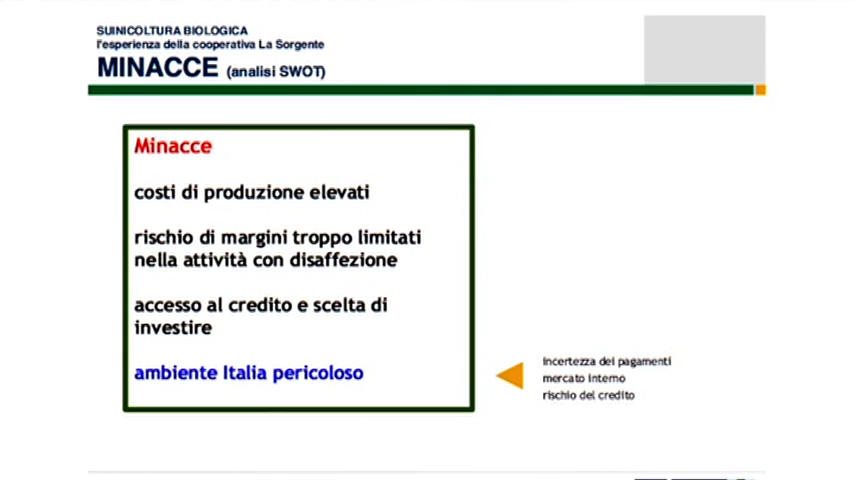 SUINICOLTURA BIOLOGICA
l'esperienza della cooperativa La Sorgente
MINACCE (analisi SWOT)
Minacce
costi di produzione elevati
rischio di margini troppo limitati
nella attività con disaffezione
accesso al credito e scelta di
investire
ambiente Italia pericoloso
incertezza dei pagamenti
mercato interno
rischio del credito